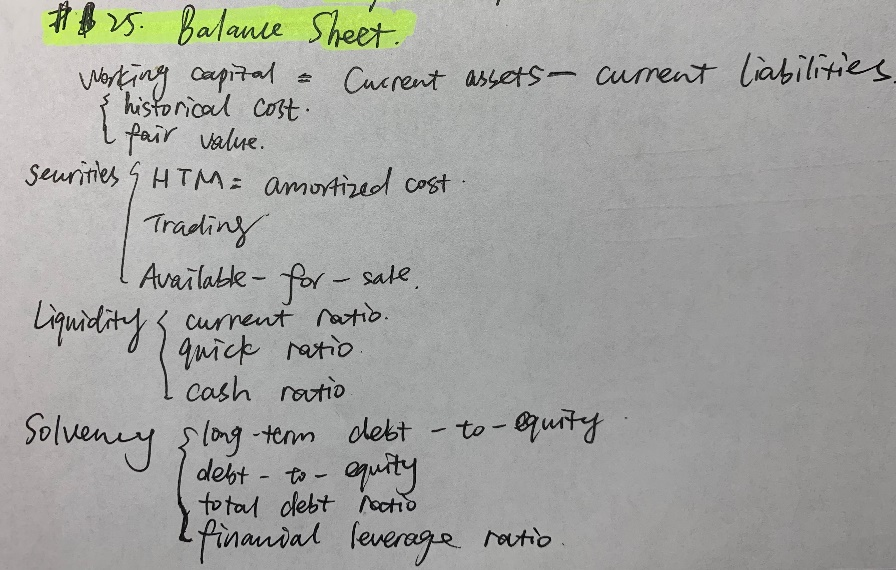 # 25. Balance Sheet.
Working capital = Current assets - current liabilities.
{ historical cost.
fair value.
Seurities { HTM: amortized cost.
Trading
Available-for-sale.
Liquidity { current ratio.
quick ratio.
cash ratio
Solvency { long-term debt-to-equity
debt-to-equity
total debt ratio
financial leverage ratio.